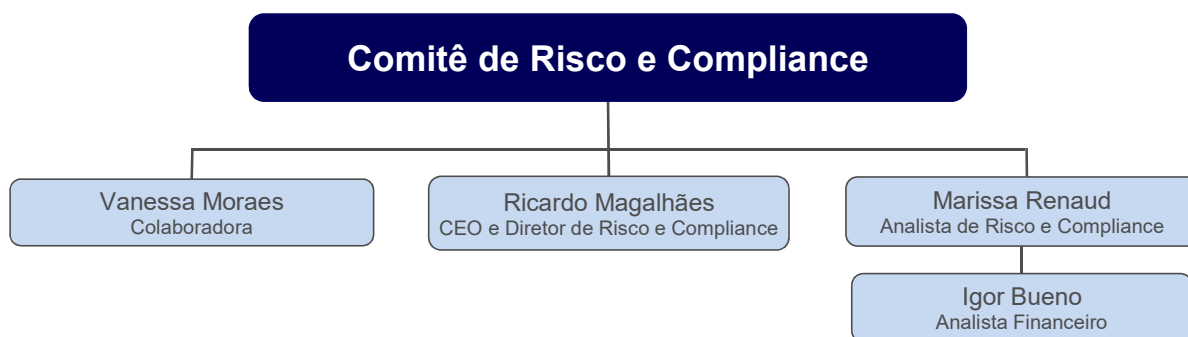 Comitê de Risco e Compliance
Vanessa Moraes
Colaboradora
Ricardo Magalhães
CEO e Diretor de Risco e Compliance
Marissa Renaud
Analista de Risco e Compliance
Igor Bueno
Analista Financeiro